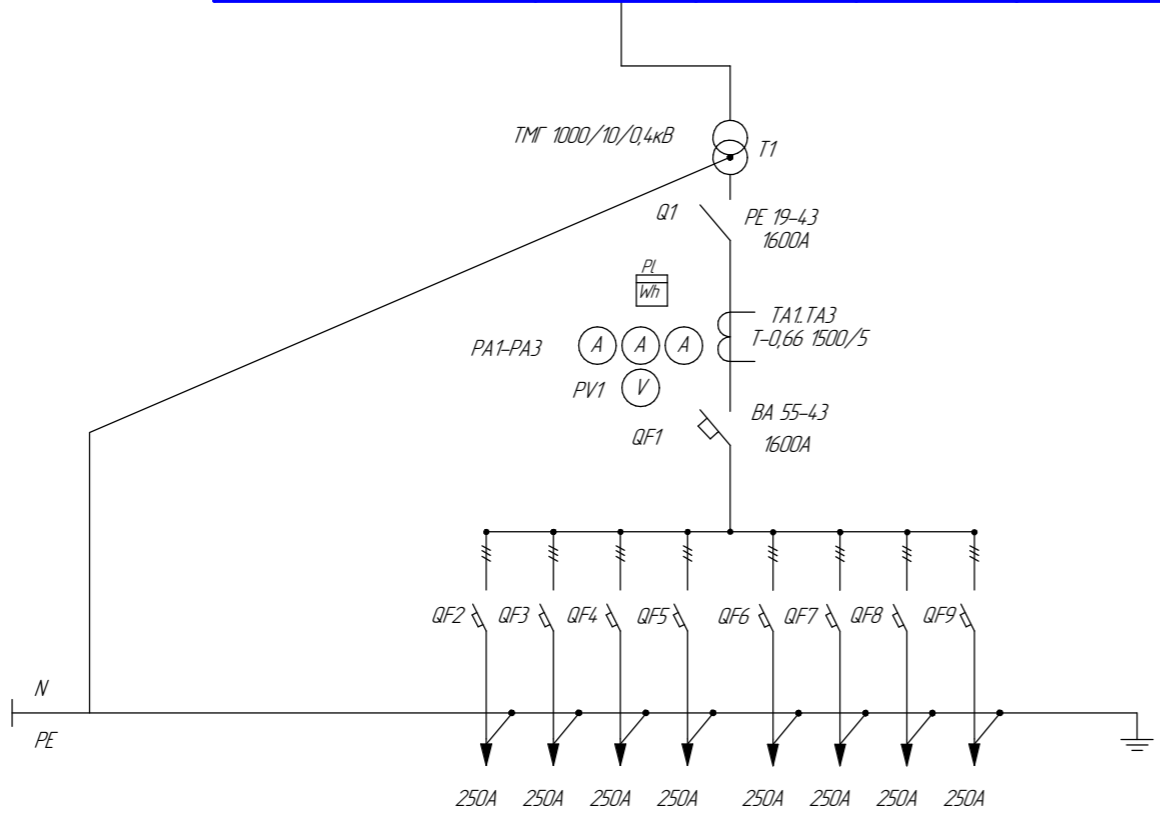 ТМГ 1000/10/0,4кВ
T1
Q1
РЕ 19-43
1600А
PI
Wh
ТА1.ТА3
Т-0,66 1500/5
PA1-PA3
A
A
A
PV1
V
ВА 55-43
QF1
1600А
QF2
QF3
QF4
QF5
QF6
QF7
QF8
QF9
N
PE
250А
250А
250А
250А
250А
250А
250А
250А